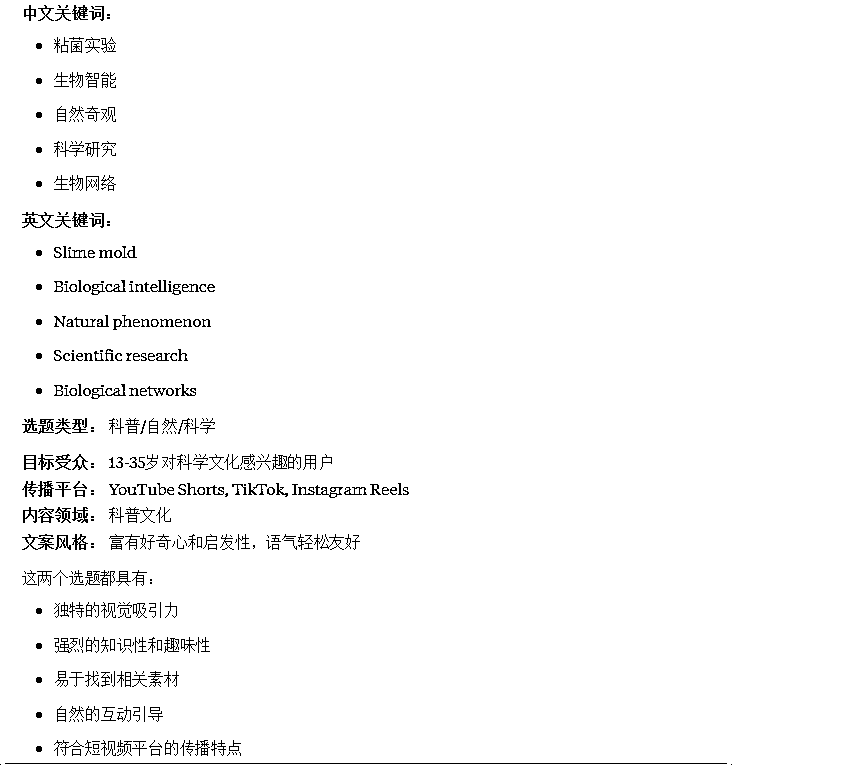 中文关键词：
粘菌实验
生物智能
自然奇观
科学研究
生物网络
英文关键词：
Slime mold
Biological intelligence
Natural phenomenon
Scientific research
Biological networks
选题类型： 科普/自然/科学
目标受众： 13-35岁对科学文化感兴趣的用户
传播平台： YouTube Shorts, TikTok, Instagram Reels
内容领域： 科普文化
文案风格： 富有好奇心和启发性，语气轻松友好
这两个选题都具有：
独特的视觉吸引力
强烈的知识性和趣味性
易于找到相关素材
自然的互动引导
符合短视频平台的传播特点